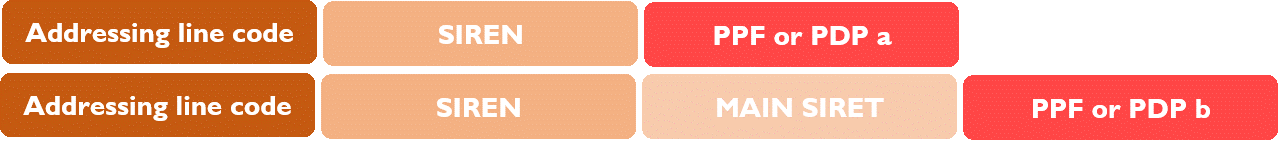 Addressing line code SIREN PPF or PDP a
Addressing line code SIREN MAIN SIRET PPF or PDP b